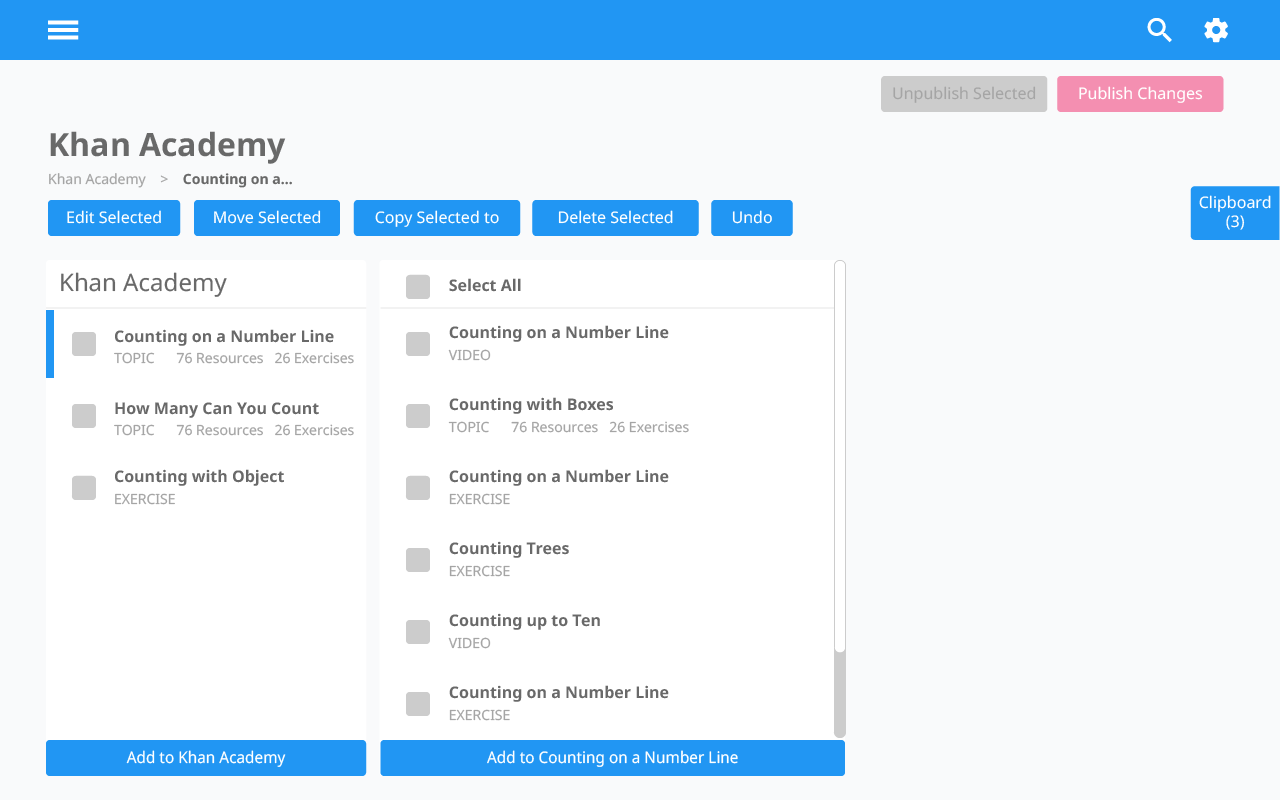 Unpublish Selected
Publish Changes
Khan Academy
Khan Academy > Counting on a...
Edit Selected
Move Selected
Copy Selected to
Delete Selected
Undo
Clipboard
(3)
Khan Academy
Counting on a Number Line
TOPIC 76 Resources 26 Exercises
How Many Can You Count
TOPIC 76 Resources 26 Exercises
Counting with Object
EXERCISE
Add to Khan Academy
Select All
Counting on a Number Line
VIDEO
Counting with Boxes
TOPIC 76 Resources 26 Exercises
Counting on a Number Line
EXERCISE
Counting Trees
EXERCISE
Counting up to Ten
VIDEO
Counting on a Number Line
EXERCISE
Add to Counting on a Number Line